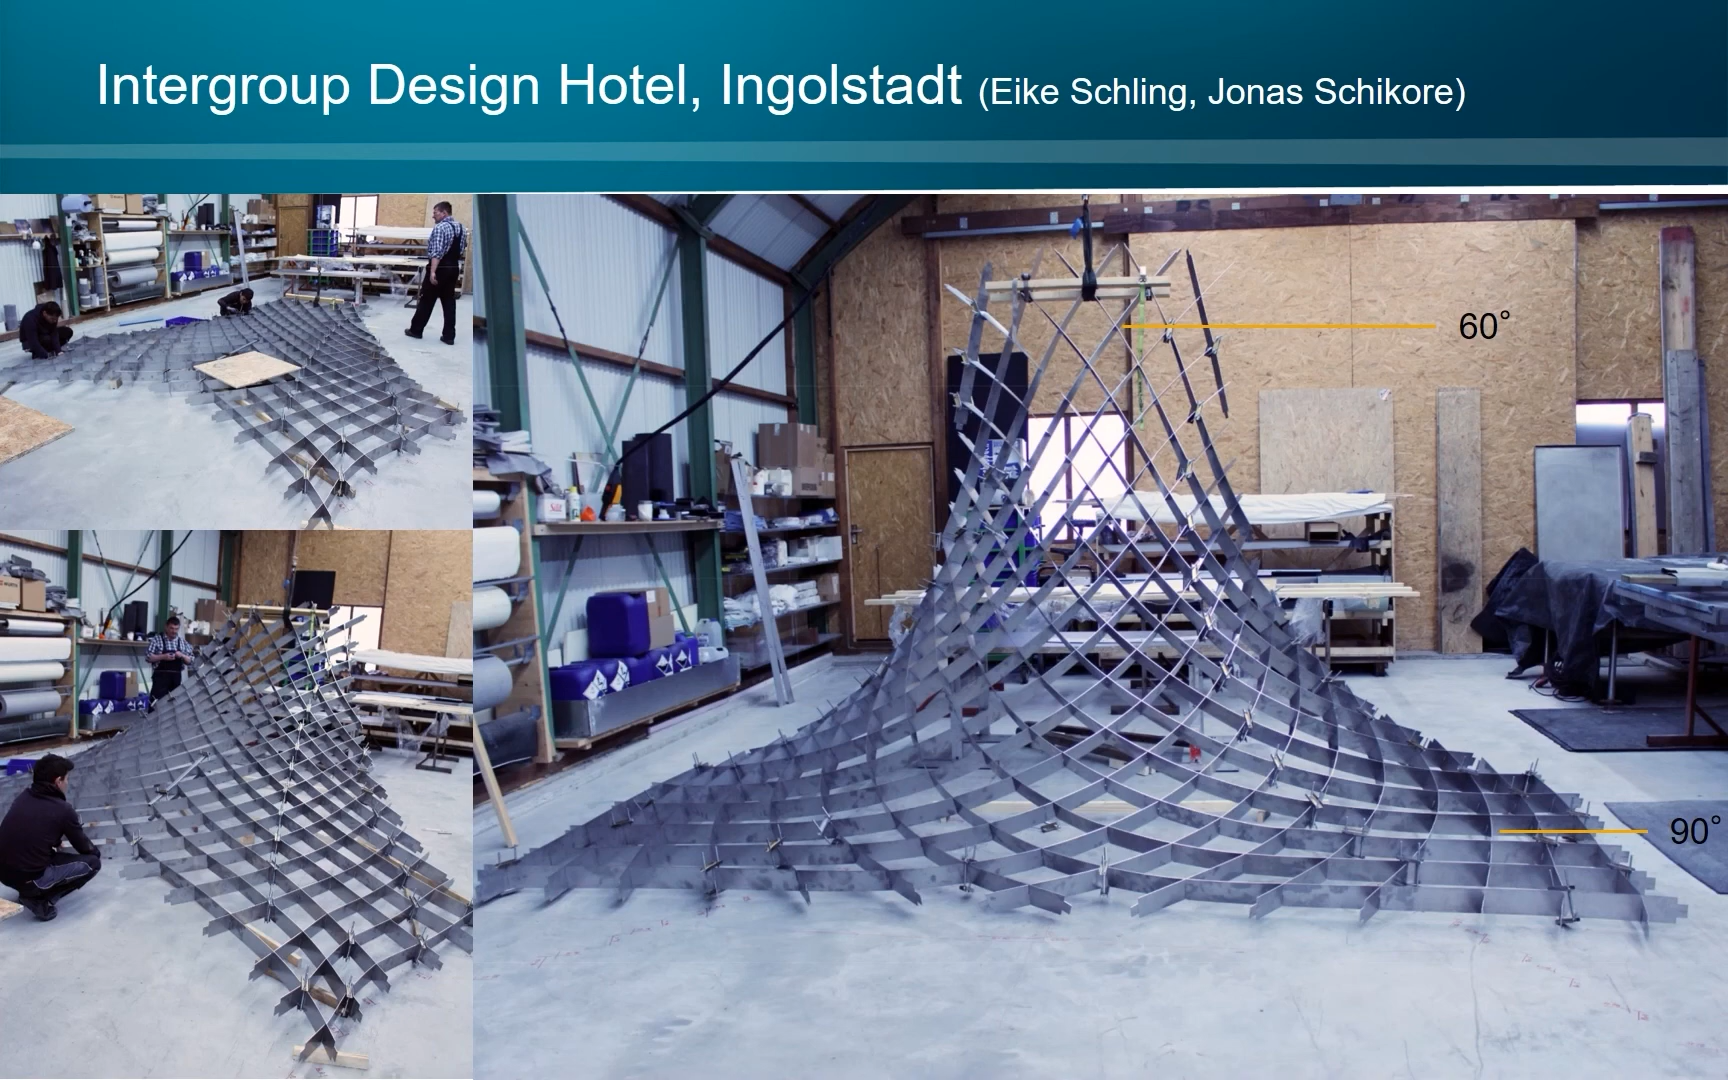 Intergroup Design Hotel, Ingolstadt (Eike Schling, Jonas Schikore)
60°
90°